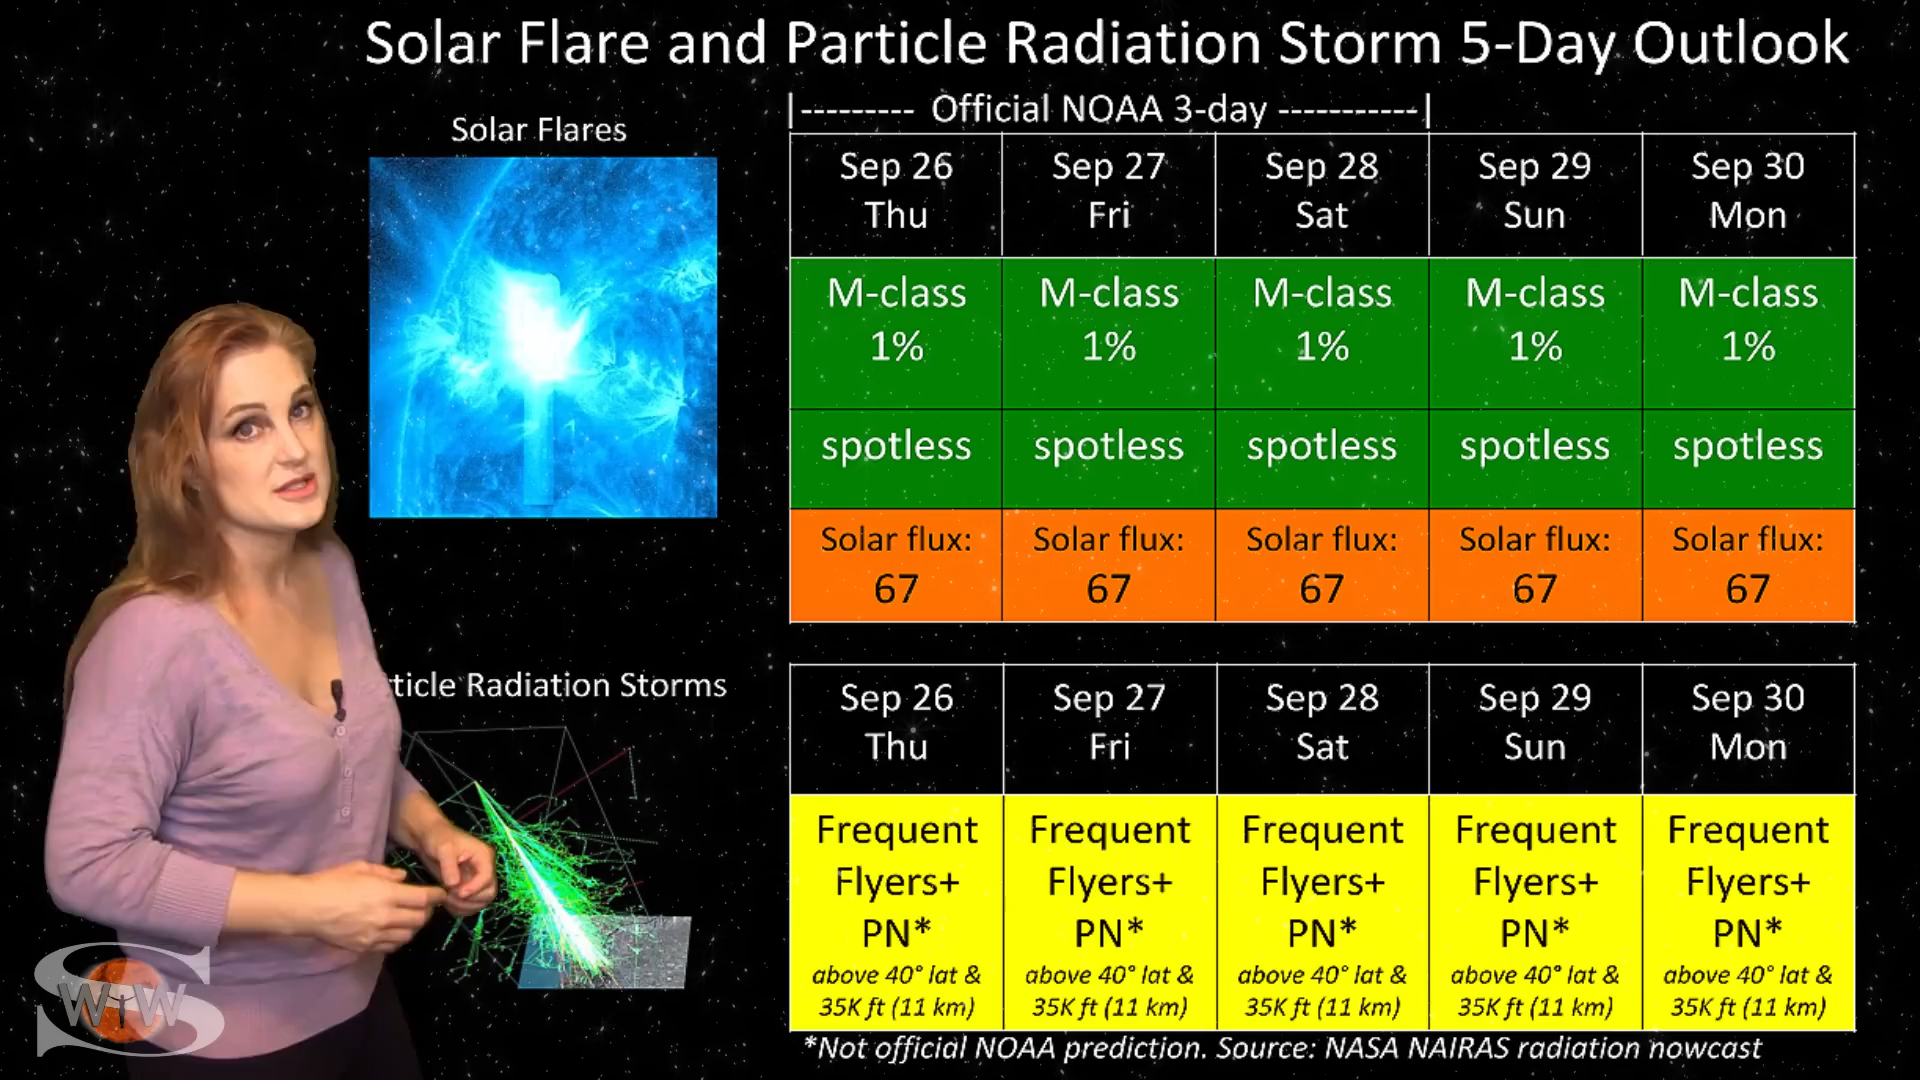 Solar Flare and Particle Radiation Storm 5-Day Outlook
|--------- Official NOAA 3-day -----------|
Solar Flares
Sep 26 Sep 27 Sep 28 Sep 29 Sep 30
Thu Fri Sat Sun Mon
M-class M-class M-class M-class M-class
1% 1% 1% 1% 1%
spotless spotless spotless spotless spotless
Solar flux: Solar flux: Solar flux: Solar flux: Solar flux:
67 67 67 67 67
ticle Radiation Storms
Sep 26 Sep 27 Sep 28 Sep 29 Sep 30
Thu Fri Sat Sun Mon
Frequent Frequent Frequent Frequent Frequent
Flyers+ Flyers+ Flyers+ Flyers+ Flyers+
PN* PN* PN* PN* PN*
above 40° lat & above 40° lat & above 40° lat & above 40° lat & above 40° lat &
35K ft (11 km) 35K ft (11 km) 35K ft (11 km) 35K ft (11 km) 35K ft (11 km)
*Not official NOAA prediction. Source: NASA NAIRAS radiation nowcast
S
WiW